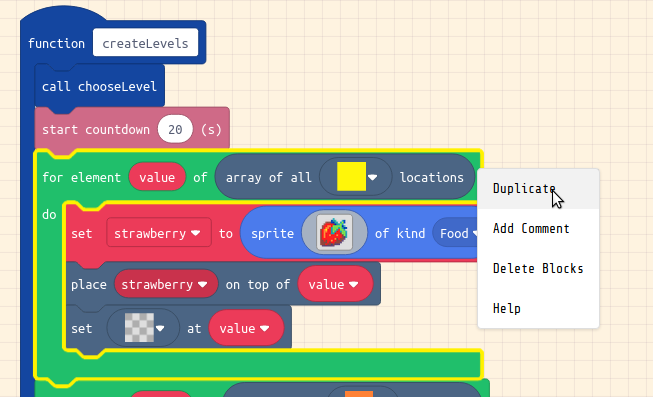 function createLevels
call chooseLevel
start countdown 20 (s)
for element value of array of all locations
do
set strawberry to sprite of kind Food
place strawberry on top of value
set at value
Duplicate
Add Comment
Delete Blocks
Help